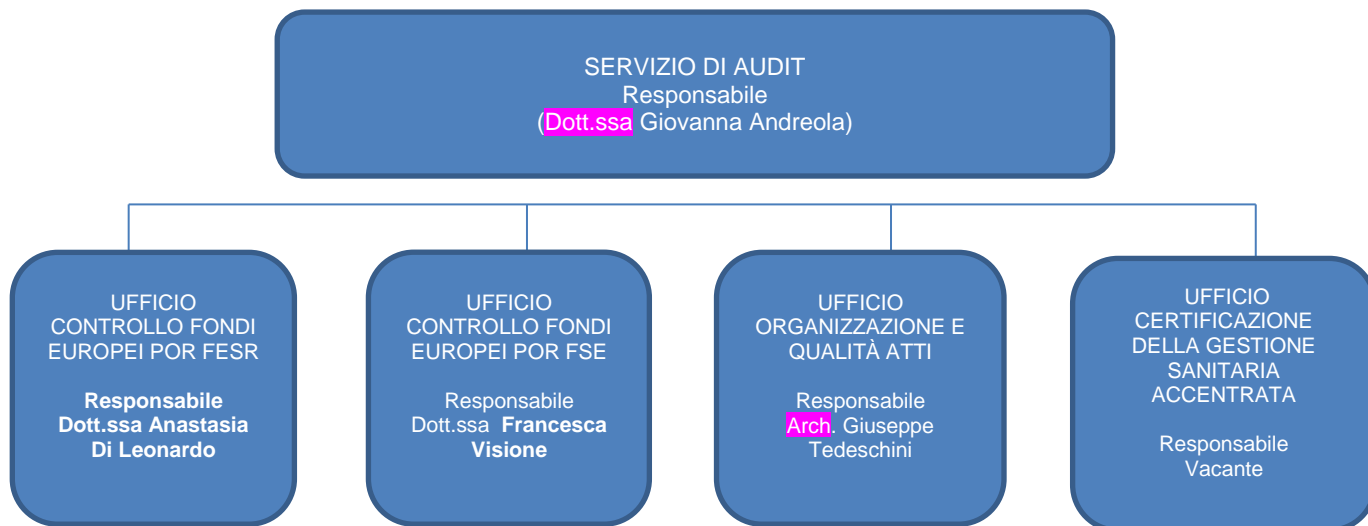 SERVIZIO DI AUDIT
Responsabile
(Dott.ssa Giovanna Andreola)
UFFICIO
CONTROLLO FONDI
EUROPEI POR FESR
Responsabile
Dott.ssa Anastasia
Di Leonardo
UFFICIO
CONTROLLO FONDI
EUROPEI POR FSE
Responsabile
Dott.ssa Francesca
Visione
UFFICIO
ORGANIZZAZIONE E
QUALITÀ ATTI
Responsabile
Arch. Giuseppe
Tedeschini
UFFICIO
CERTIFICAZIONE
DELLA GESTIONE
SANITARIA
ACCENTRATA
Responsabile
Vacante